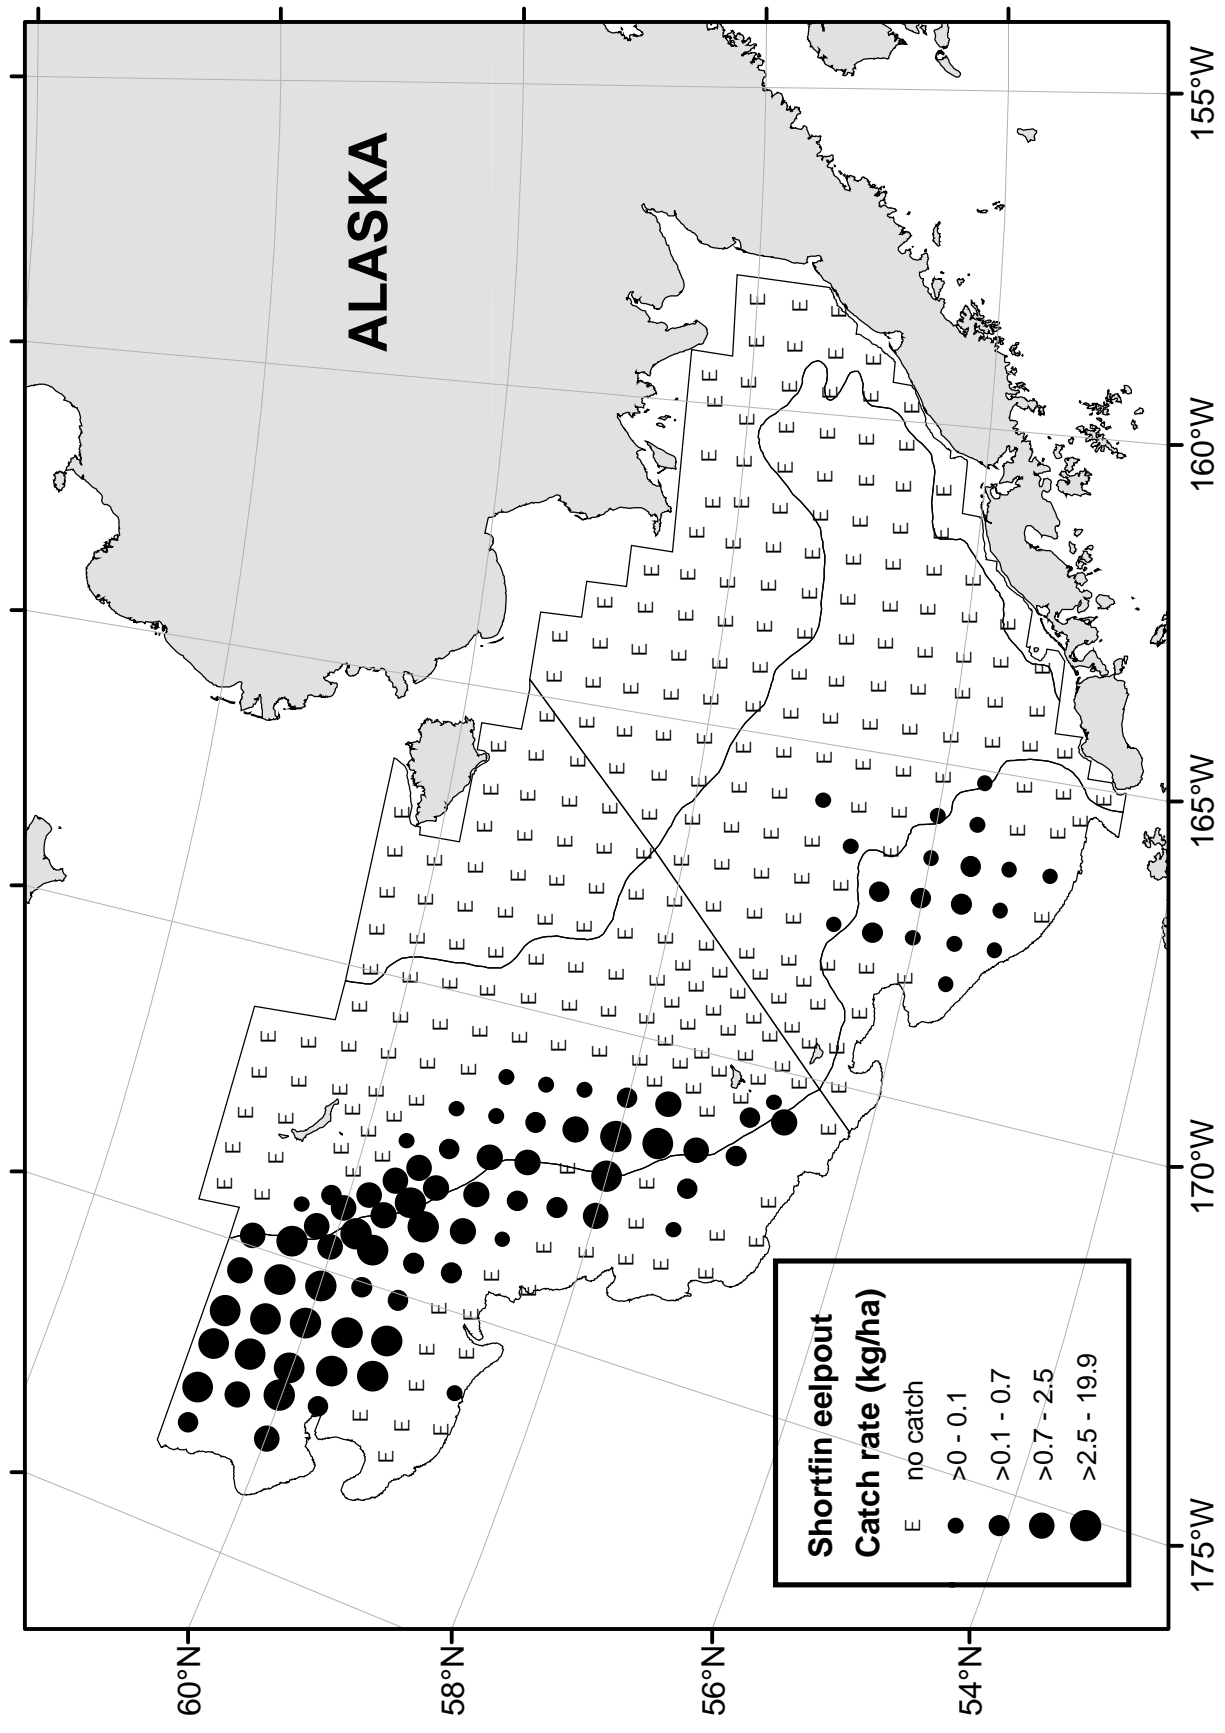 ALASKA
60°N
58°N
56°N
54°N
175°W
170°W
165°W
160°W
155°W
Shortfin eelpout
Catch rate (kg/ha)
E no catch
>0 - 0.1
>0.1 - 0.7
>0.7 - 2.5
>2.5 - 19.9